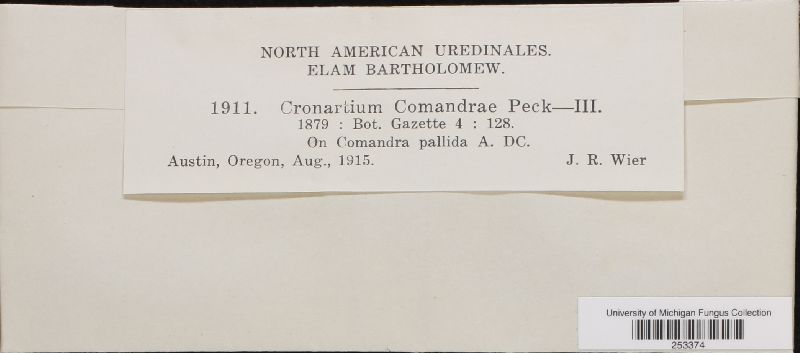 NORTH AMERICAN UREDINALES.
ELAM BARTHOLOMEW.
1911. Cronartium Comandrae Peck—III.
1879 : Bot. Gazette 4 : 128.
On Comandra pallida A. DC.
Austin, Oregon, Aug., 1915. J. R. Wier
University of Michigan Fungus Collection
253374